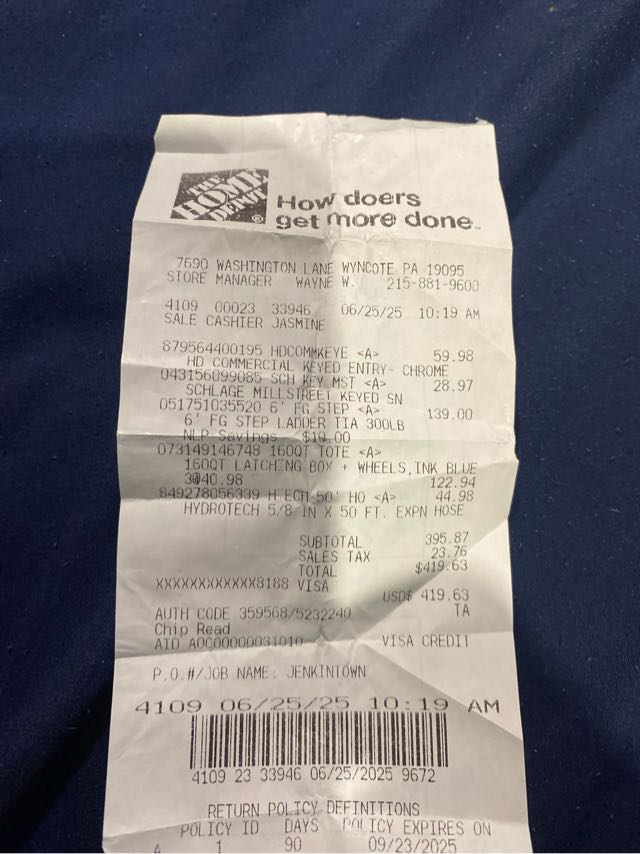 THE
HOME
DEPOT®
How doers
get more done™
7690 WASHINGTON LANE WYNCOTE PA 19095
STORE MANAGER WAYNE W. 215-881-9600
4109 00023 33946 06/25/25 10:19 AM
SALE CASHIER JASMINE
879564400195 HDCOMMKEYE <A> 59.98
HD COMMERCIAL KEYED ENTRY- CHROME
043156099085 SCH KEY MST <A> 28.97
SCHLAGE MILLSTREET KEYED SN
051751035520 6' FG STEP <A> 139.00
6' FG STEP LADDER TIA 300LB
NLP Savings $10.00
073149146748 160QT TOTE <A>
160QT LATCHING BOX + WHEELS,INK BLUE
3@40.98 122.94
849278056339 HTECH-50' HO <A> 44.98
HYDROTECH 5/8 IN X 50 FT. EXPN HOSE
SUBTOTAL 395.87
SALES TAX 23.76
TOTAL $419.63
XXXXXXXXXXXX8188 VISA
USD$ 419.63
AUTH CODE 359568/5232240 TA
Chip Read
AID A0000000031010 VISA CREDIT
P.O.#/JOB NAME: JENKINTOWN
4109 06/25/25 10:19 AM
4109 23 33946 06/25/2025 9672
RETURN POLICY DEFINITIONS
POLICY ID DAYS POLICY EXPIRES ON
A 1 90 09/23/2025